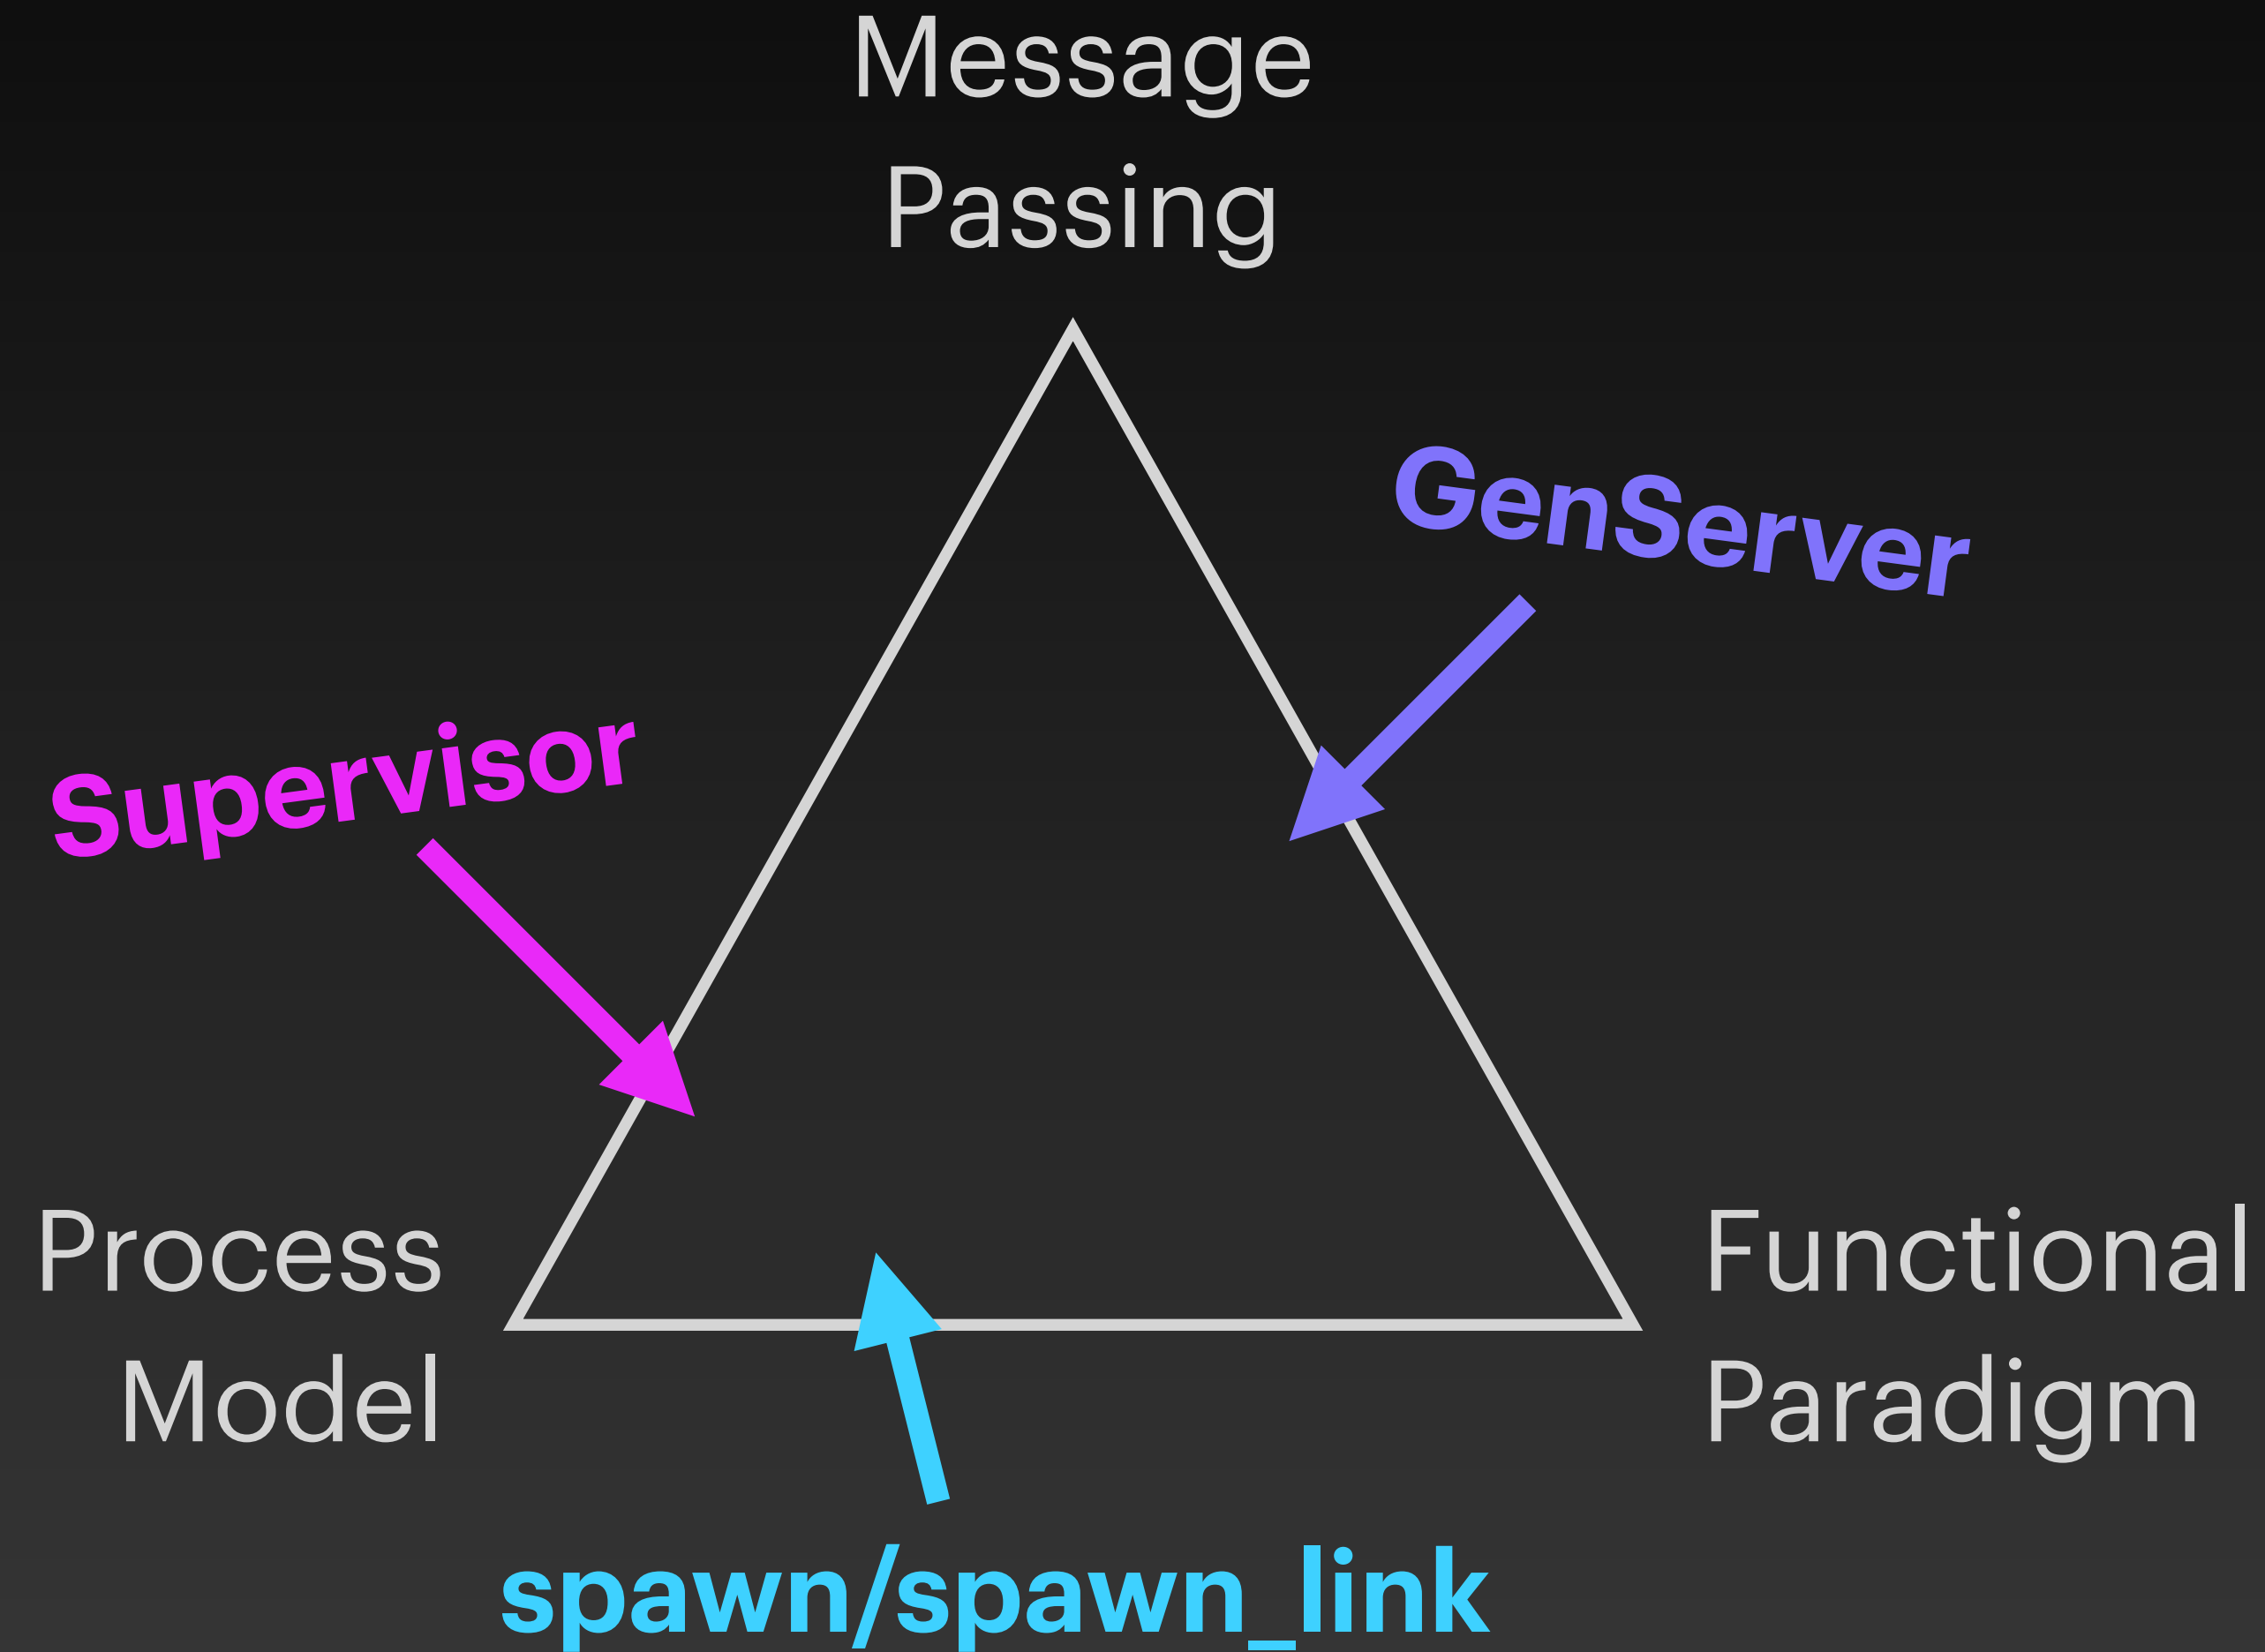 Message
Passing
GenServer
Supervisor
Process
Model
Functional
Paradigm
spawn/spawn_link